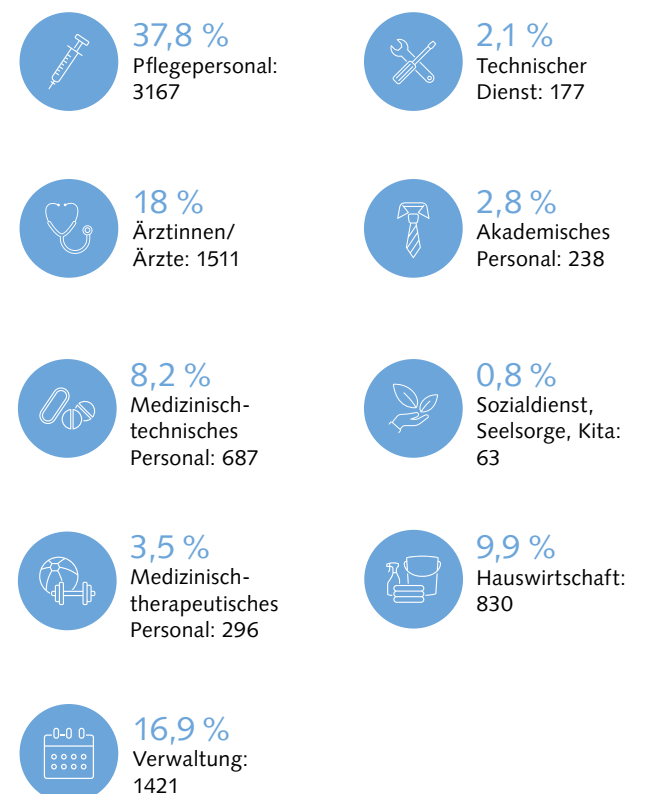 37,8 %
Pflegepersonal:
3167
18 %
Ärztinnen/
Ärzte: 1511
8,2 %
Medizinisch-
technisches
Personal: 687
3,5 %
Medizinisch-
therapeutisches
Personal: 296
16,9 %
Verwaltung:
1421
2,1 %
Technischer
Dienst: 177
2,8 %
Akademisches
Personal: 238
0,8 %
Sozialdienst,
Seelsorge, Kita:
63
9,9 %
Hauswirtschaft:
830